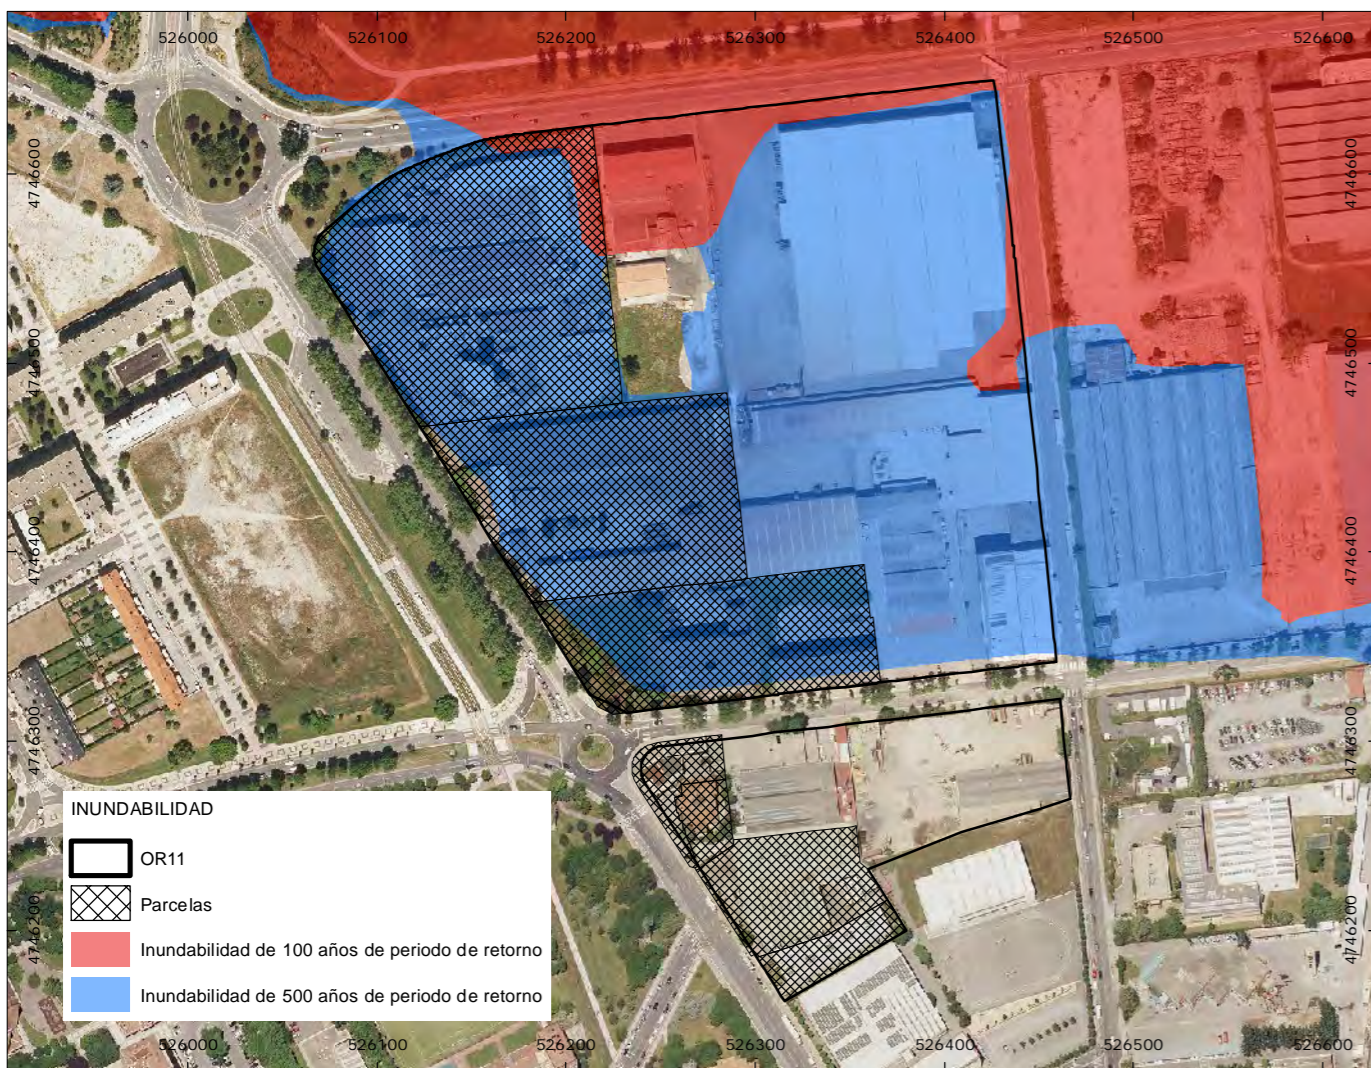 526000 526100 526200 526300 526400 526500 526600
4746600 4746600
4746500 4746500
4746400 4746400
4746300 4746300
4746200 4746200
INUNDABILIDAD
OR11
Parcelas
Inundabilidad de 100 años de periodo de retorno
Inundabilidad de 500 años de periodo de retorno
526000 526100 526200 526300 526400 526500 526600